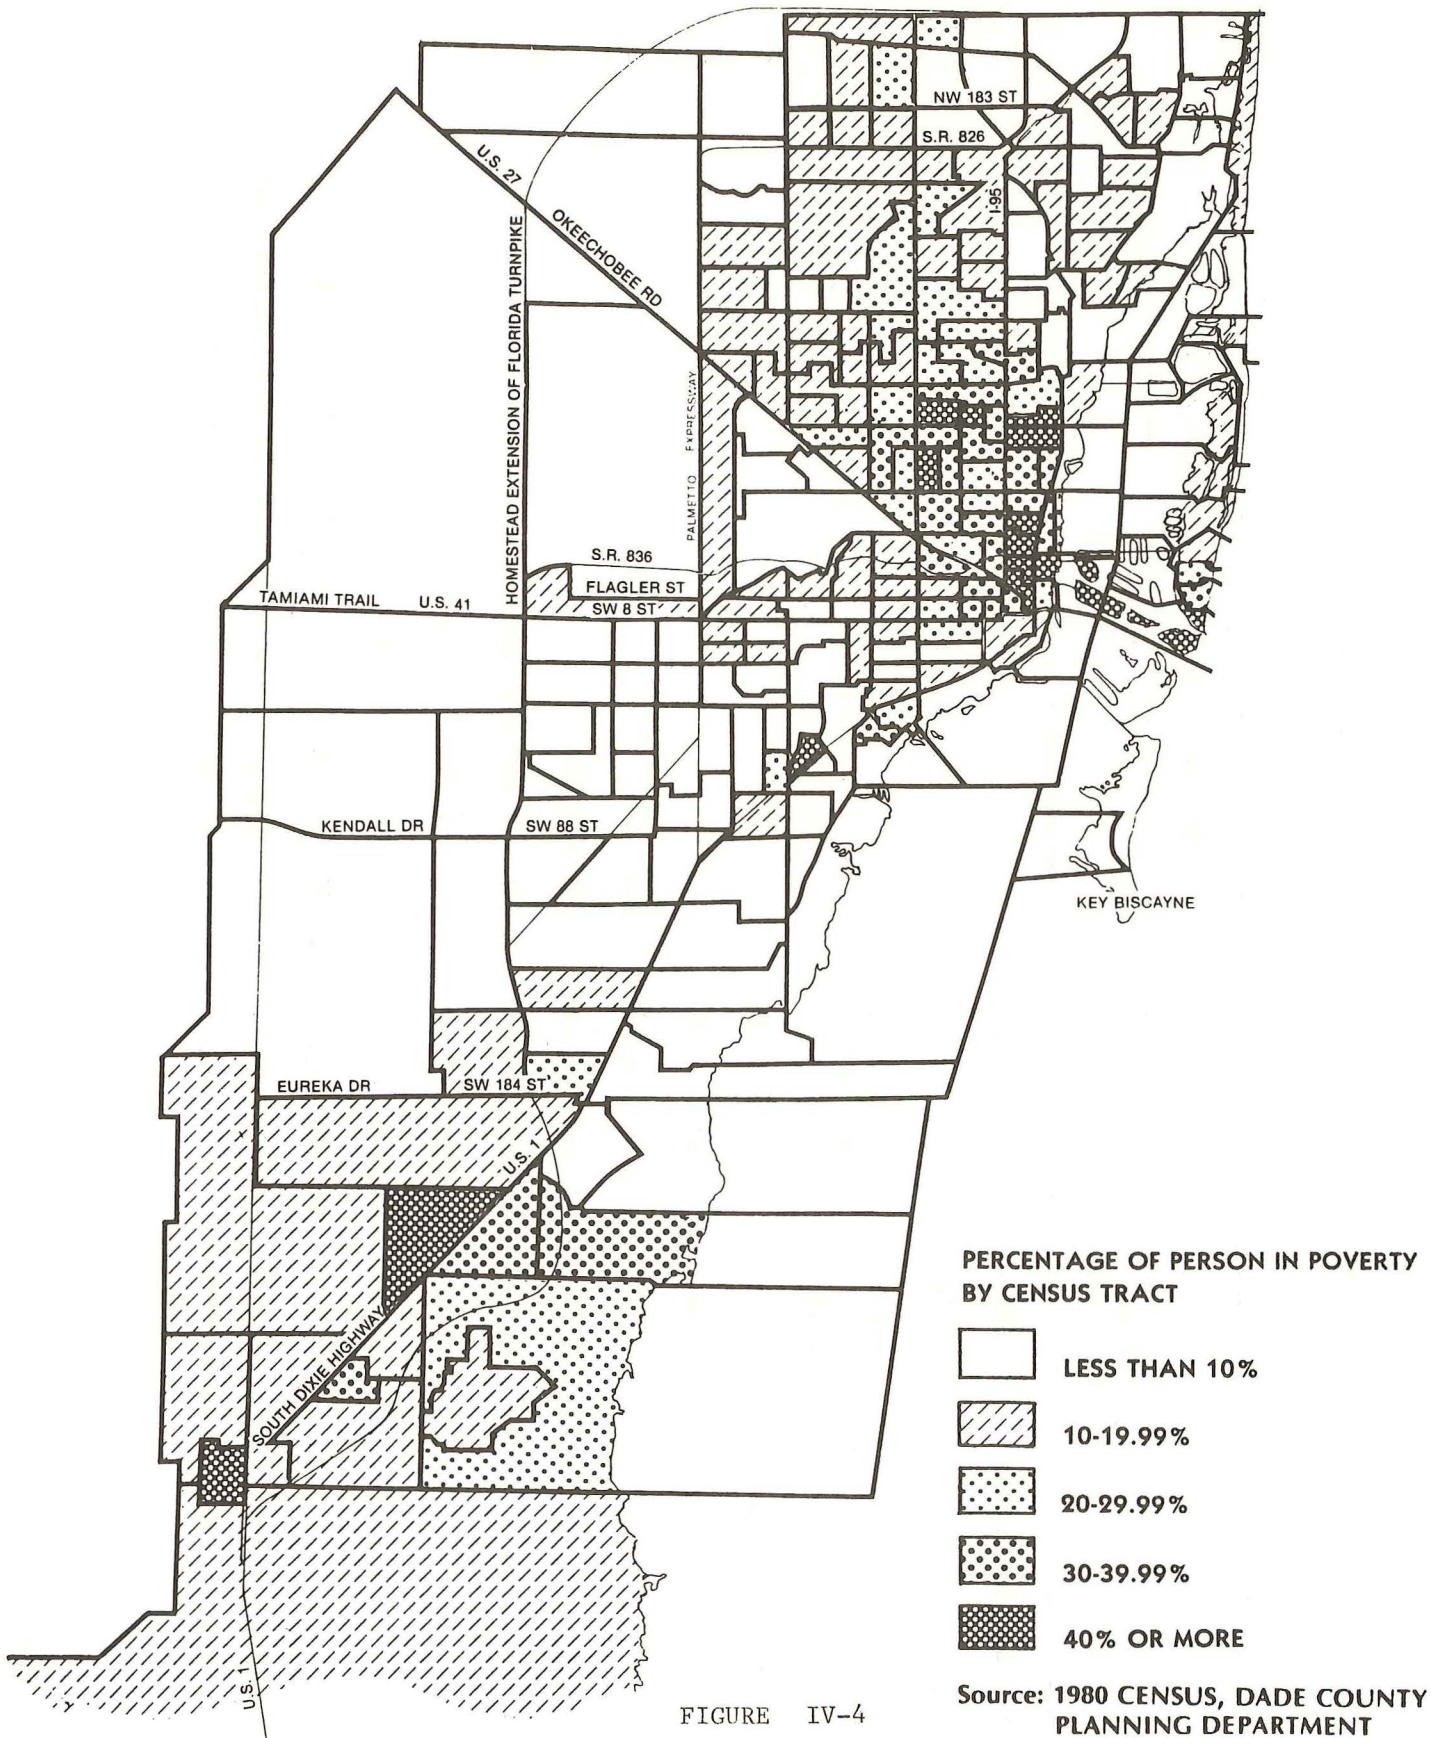 NW 183 ST
S.R. 826
U.S. 27
OKEECHOBEE RD
I-95
HOMESTEAD EXTENSION OF FLORIDA TURNPIKE
PALMETTO EXPRESSWAY
S.R. 836
FLAGLER ST
TAMIAMI TRAIL U.S. 41
SW 8 ST
KENDALL DR
SW 88 ST
KEY BISCAYNE
EUREKA DR
SW 184 ST
U.S. 1
SOUTH DIXIE HIGHWAY
U.S. 1
PERCENTAGE OF PERSON IN POVERTY
BY CENSUS TRACT
LESS THAN 10%
10-19.99%
20-29.99%
30-39.99%
40% OR MORE
Source: 1980 CENSUS, DADE COUNTY
PLANNING DEPARTMENT
FIGURE IV-4